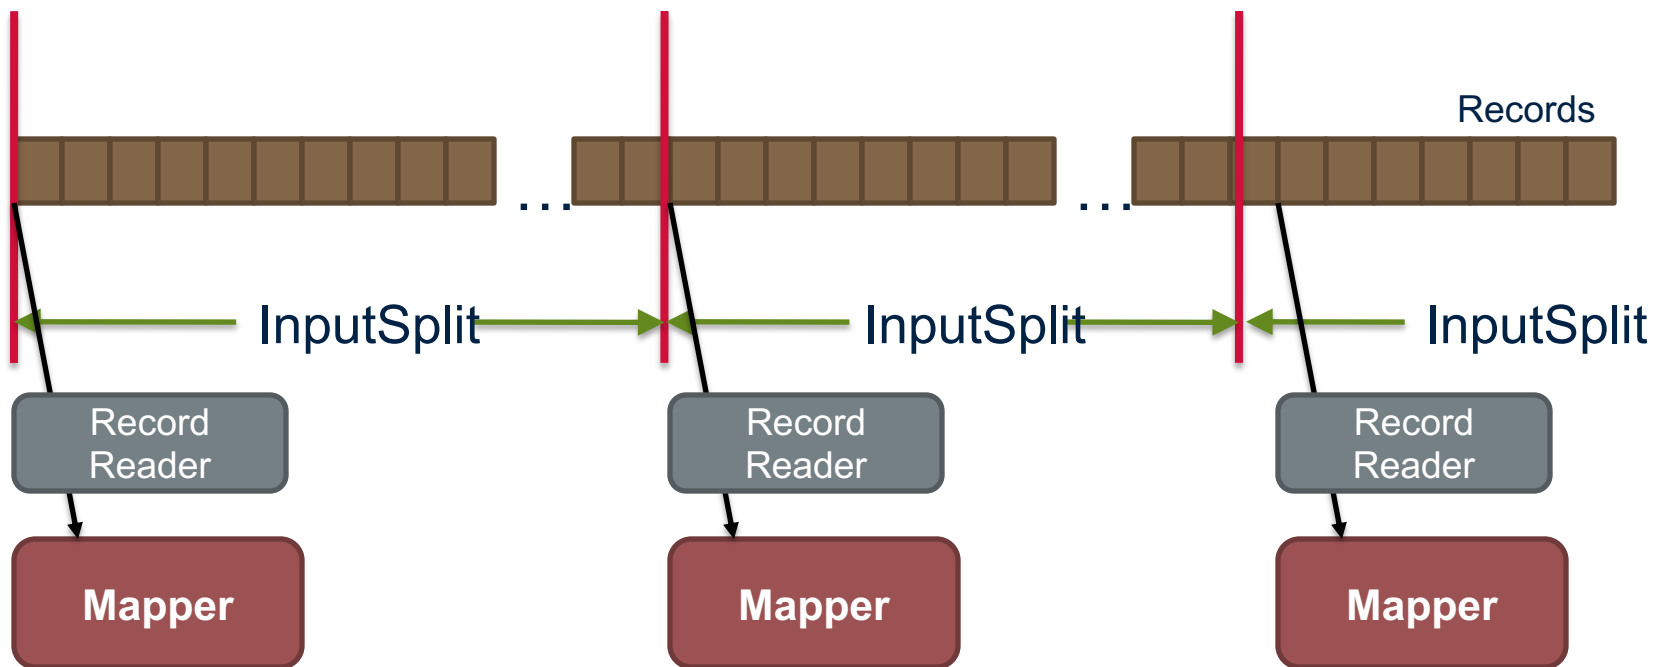 Records
… …
InputSplit InputSplit InputSplit
Record Record Record
Reader Reader Reader
Mapper Mapper Mapper